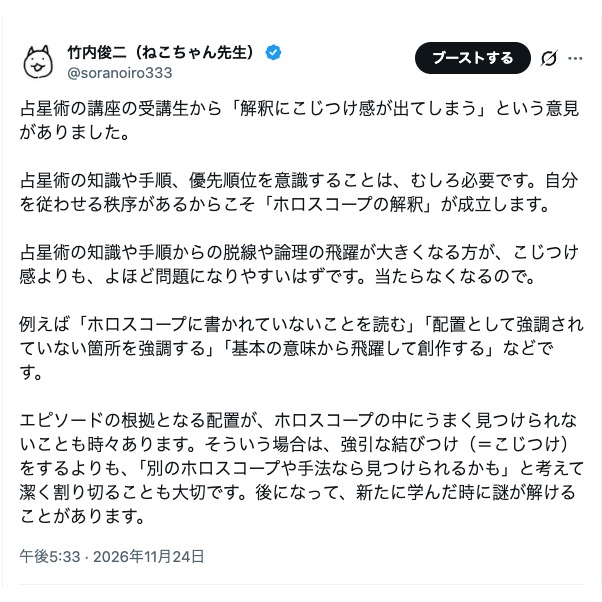 竹内俊二（ねこちゃん先生）
@soranoiro333
ブーストする
占星術の講座の受講生から「解釈にこじつけ感が出てしまう」という意見
がありました。
占星術の知識や手順、優先順位を意識することは、むしろ必要です。自分
を従わせる秩序があるからこそ「ホロスコープの解釈」が成立します。
占星術の知識や手順からの脱線や論理の飛躍が大きくなる方が、こじつけ
感よりも、よほど問題になりやすいはずです。当たらなくなるので。
例えば「ホロスコープに書かれていないことを読む」「配置として強調され
ていない箇所を強調する」「基本の意味から飛躍して創作する」などで
す。
エピソードの根拠となる配置が、ホロスコープの中にうまく見つけられな
いことも時々あります。そういう場合は、強引な結びつけ（＝こじつけ）
をするよりも、「別のホロスコープや手法なら見つけられるかも」と考えて
潔く割り切ることも大切です。後になって、新たに学んだ時に謎が解ける
ことがあります。
午後5:33 · 2026年11月24日